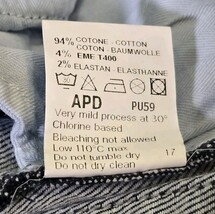 94% COTONE - COTTON
COTON - BAUMWOLLE
4% EME T400
2% ELASTAN - ELASTHANNE
APD PU59
Very mild process at 30°
Chlorine based
Bleaching not allowed
Low 110°C max
Do not tumble dry 17
Do not dry clean